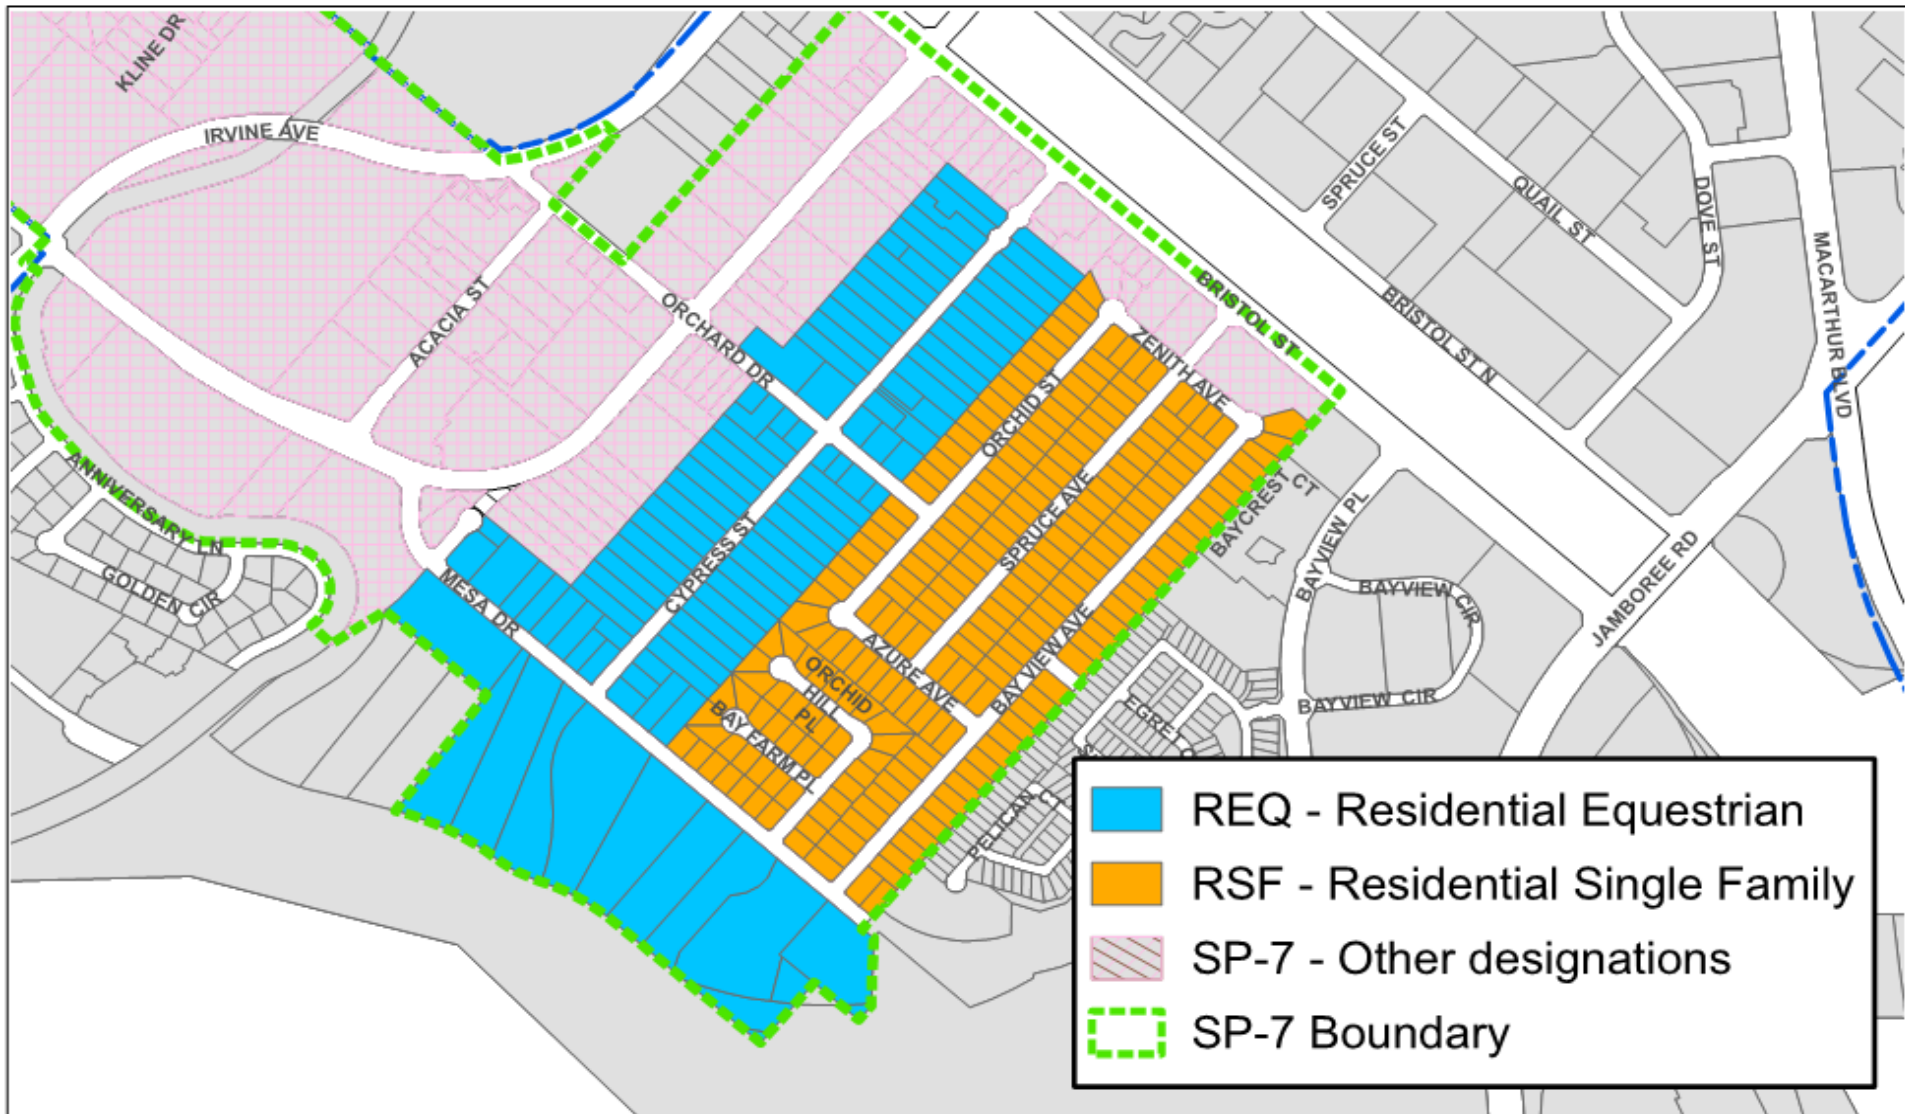 KLINE DR
IRVINE AVE
SPRUCE ST
QUAIL ST
DOVE ST
MACARTHUR BLVD
ACACIA ST
ORCHARD DR
BRISTOL ST
BRISTOL ST N
ZENITH AVE
ORCHID ST
SPRUCE AVE
BAYCREST CT
BAYVIEW PL
ANNIVERSARY LN
GOLDEN CIR
MESA DR
CYPRESS ST
BAYVIEW CIR
JAMBOREE RD
AZURE AVE
BAY VIEW AVE
ORCHID
HILL
PL
BAY FARM PL
BAYVIEW CIR
EGRET C
PELICAN C
REQ - Residential Equestrian
RSF - Residential Single Family
SP-7 - Other designations
SP-7 Boundary